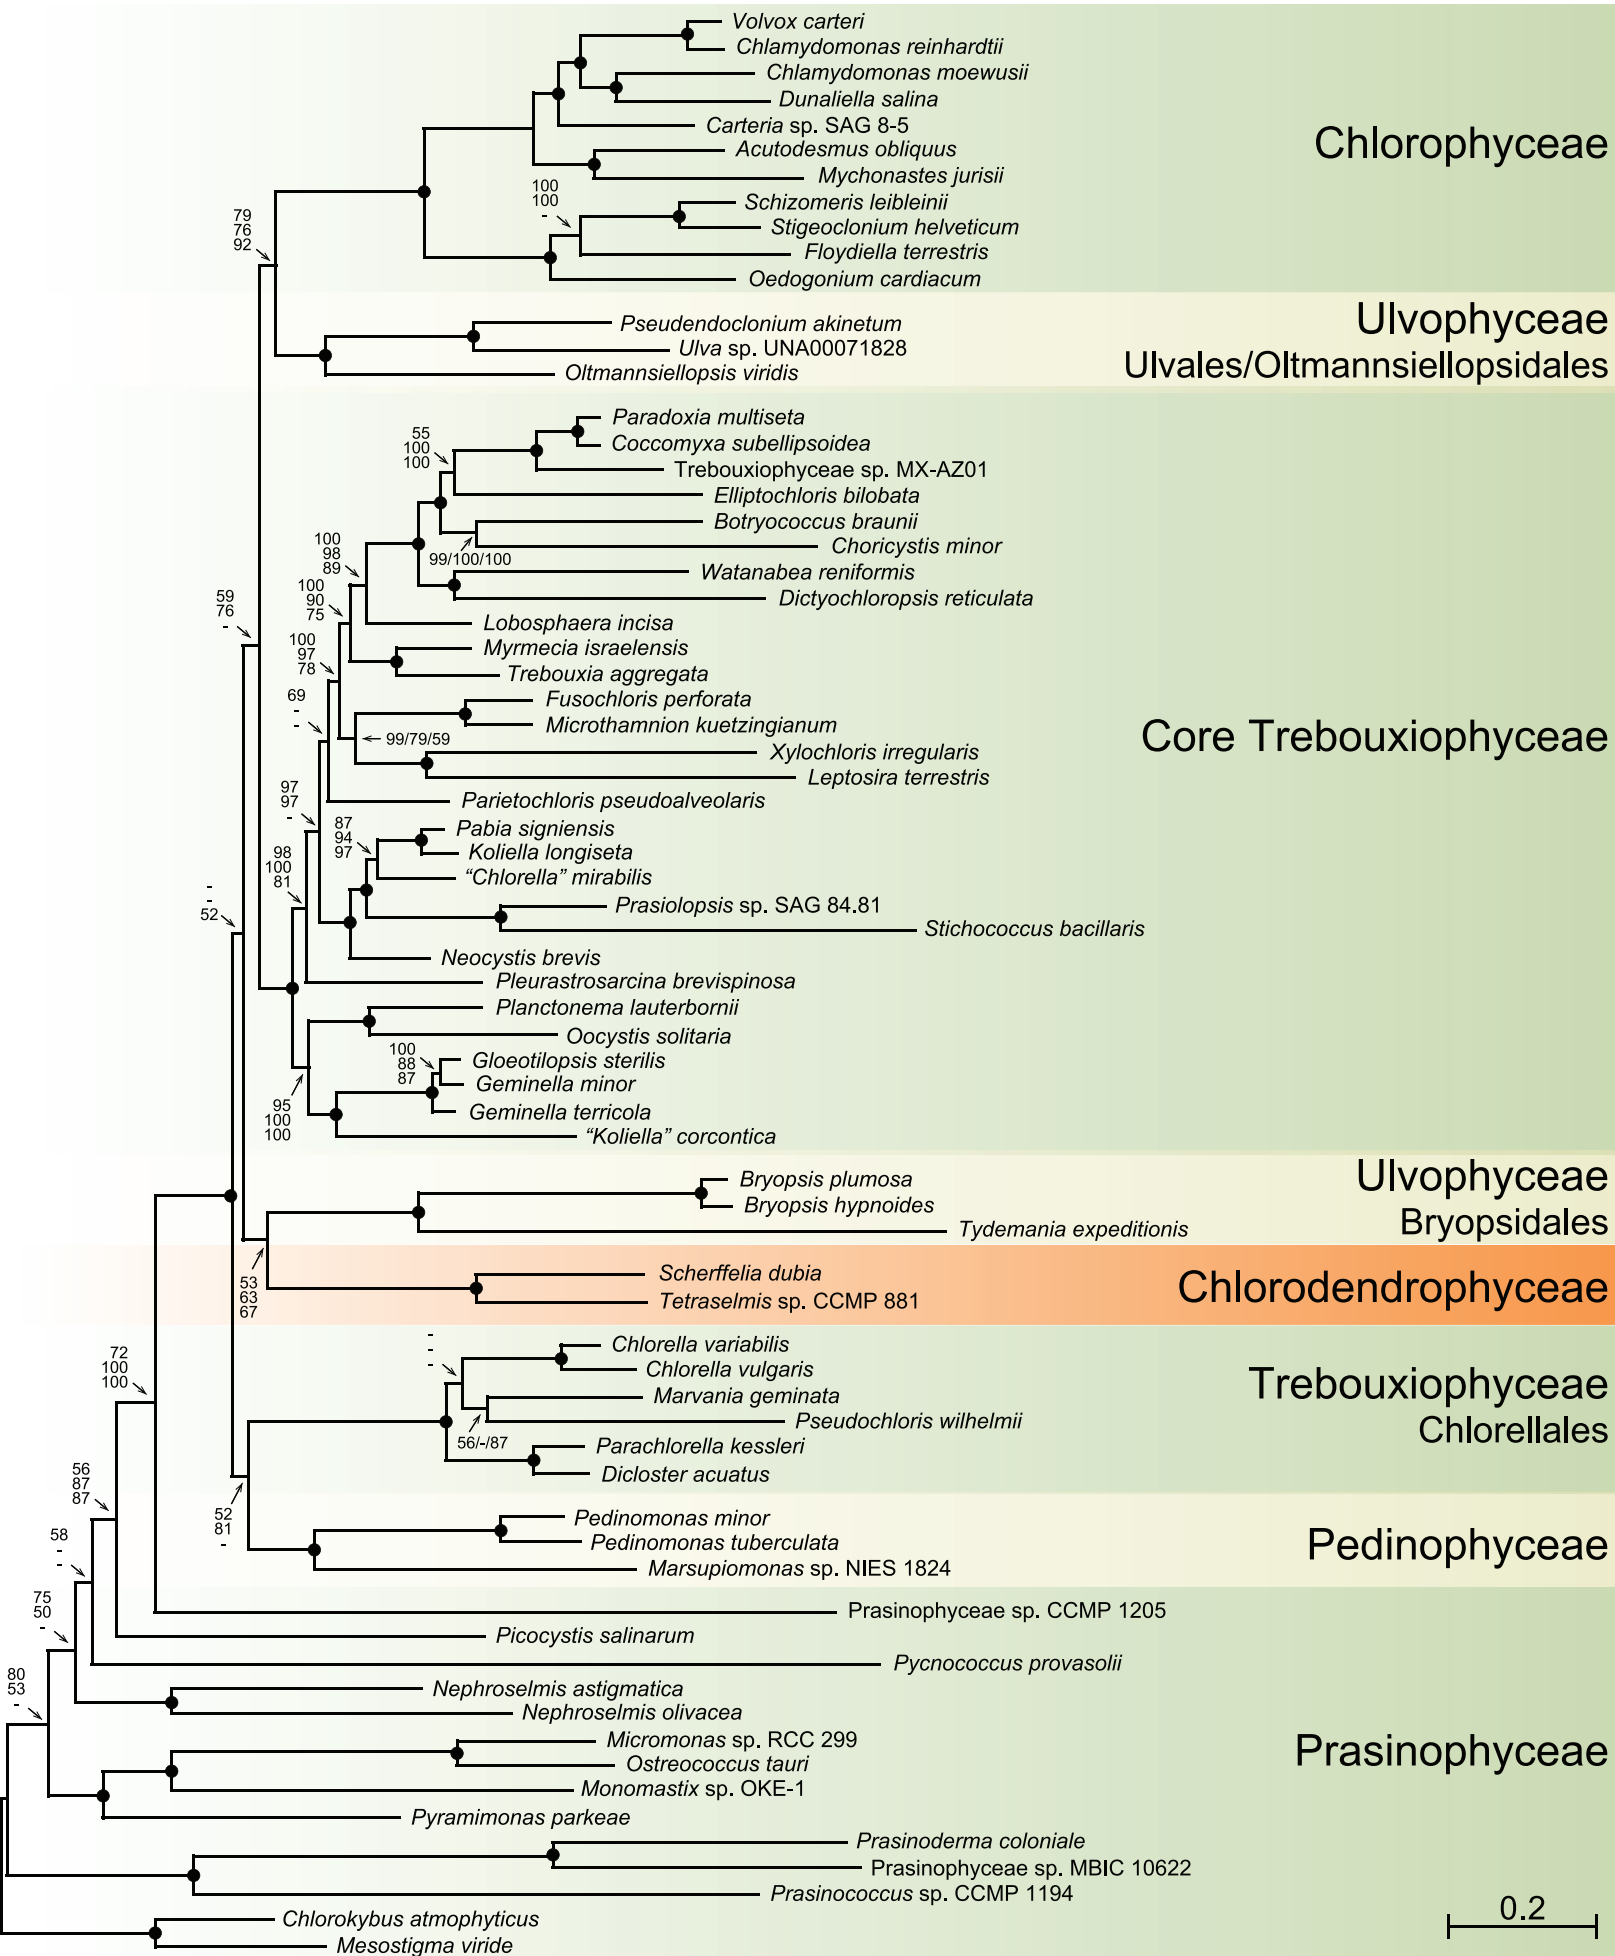 Volvox carteri
Chlamydomonas reinhardtii
Chlamydomonas moewusii
Dunaliella salina
Carteria sp. SAG 8-5
Acutodesmus obliquus
Mychonastes jurisii
100
100
-
Schizomeris leibleinii
Stigeoclonium helveticum
Floydiella terrestris
Oedogonium cardiacum
Chlorophyceae
79
76
92
Pseudendoclonium akinetum
Ulva sp. UNA00071828
Oltmannsiellopsis viridis
Ulvophyceae
Ulvales/Oltmannsiellopsidales
Paradoxia multiseta
Coccomyxa subellipsoidea
Trebouxiophyceae sp. MX-AZ01
Elliptochloris bilobata
Botryococcus braunii
Choricystis minor
Watanabea reniformis
Dictyochloropsis reticulata
Lobosphaera incisa
Myrmecia israelensis
Trebouxia aggregata
Fusochloris perforata
Microthamnion kuetzingianum
Xylochloris irregularis
Leptosira terrestris
Parietochloris pseudoalveolaris
Pabia signiensis
Koliella longiseta
“Chlorella” mirabilis
Prasiolopsis sp. SAG 84.81
Stichococcus bacillaris
Neocystis brevis
Pleurastrosarcina brevispinosa
Planctonema lauterbornii
Oocystis solitaria
Gloeotilopsis sterilis
Geminella minor
Geminella terricola
“Koliella” corcontica
Core Trebouxiophyceae
55
100
100
99/100/100
100
98
89
100
90
75
59
76
-
100
97
78
69
-
-
99/79/59
97
97
-
87
94
97
98
100
81
-
-
52
100
88
87
95
100
100
Bryopsis plumosa
Bryopsis hypnoides
Tydemania expeditionis
Ulvophyceae
Bryopsidales
53
63
67
Scherffelia dubia
Tetraselmis sp. CCMP 881
Chlorodendrophyceae
-
-
-
Chlorella variabilis
Chlorella vulgaris
Marvania geminata
Pseudochloris wilhelmii
56/-/87
Parachlorella kessleri
Dicloster acuatus
Trebouxiophyceae
Chlorellales
72
100
100
52
81
-
Pedinomonas minor
Pedinomonas tuberculata
Marsupiomonas sp. NIES 1824
Pedinophyceae
56
87
87
58
-
-
75
50
-
80
53
-
Prasinophyceae sp. CCMP 1205
Picocystis salinarum
Pycnococcus provasolii
Nephroselmis astigmatica
Nephroselmis olivacea
Micromonas sp. RCC 299
Ostreococcus tauri
Monomastix sp. OKE-1
Pyramimonas parkeae
Prasinoderma coloniale
Prasinophyceae sp. MBIC 10622
Prasinococcus sp. CCMP 1194
Prasinophyceae
Chlorokybus atmophyticus
Mesostigma viride
0.2